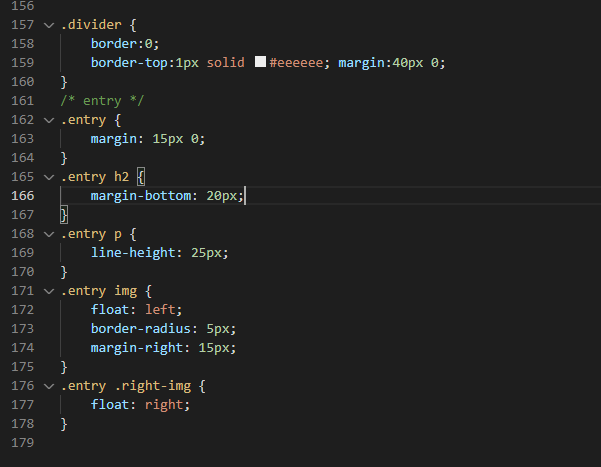 156
157 .divider {
158     border:0;
159     border-top:1px solid #eeeeee; margin:40px 0;
160 }
161 /* entry */
162 .entry {
163     margin: 15px 0;
164 }
165 .entry h2 {
166     margin-bottom: 20px;
167 }
168 .entry p {
169     line-height: 25px;
170 }
171 .entry img {
172     float: left;
173     border-radius: 5px;
174     margin-right: 15px;
175 }
176 .entry .right-img {
177     float: right;
178 }
179